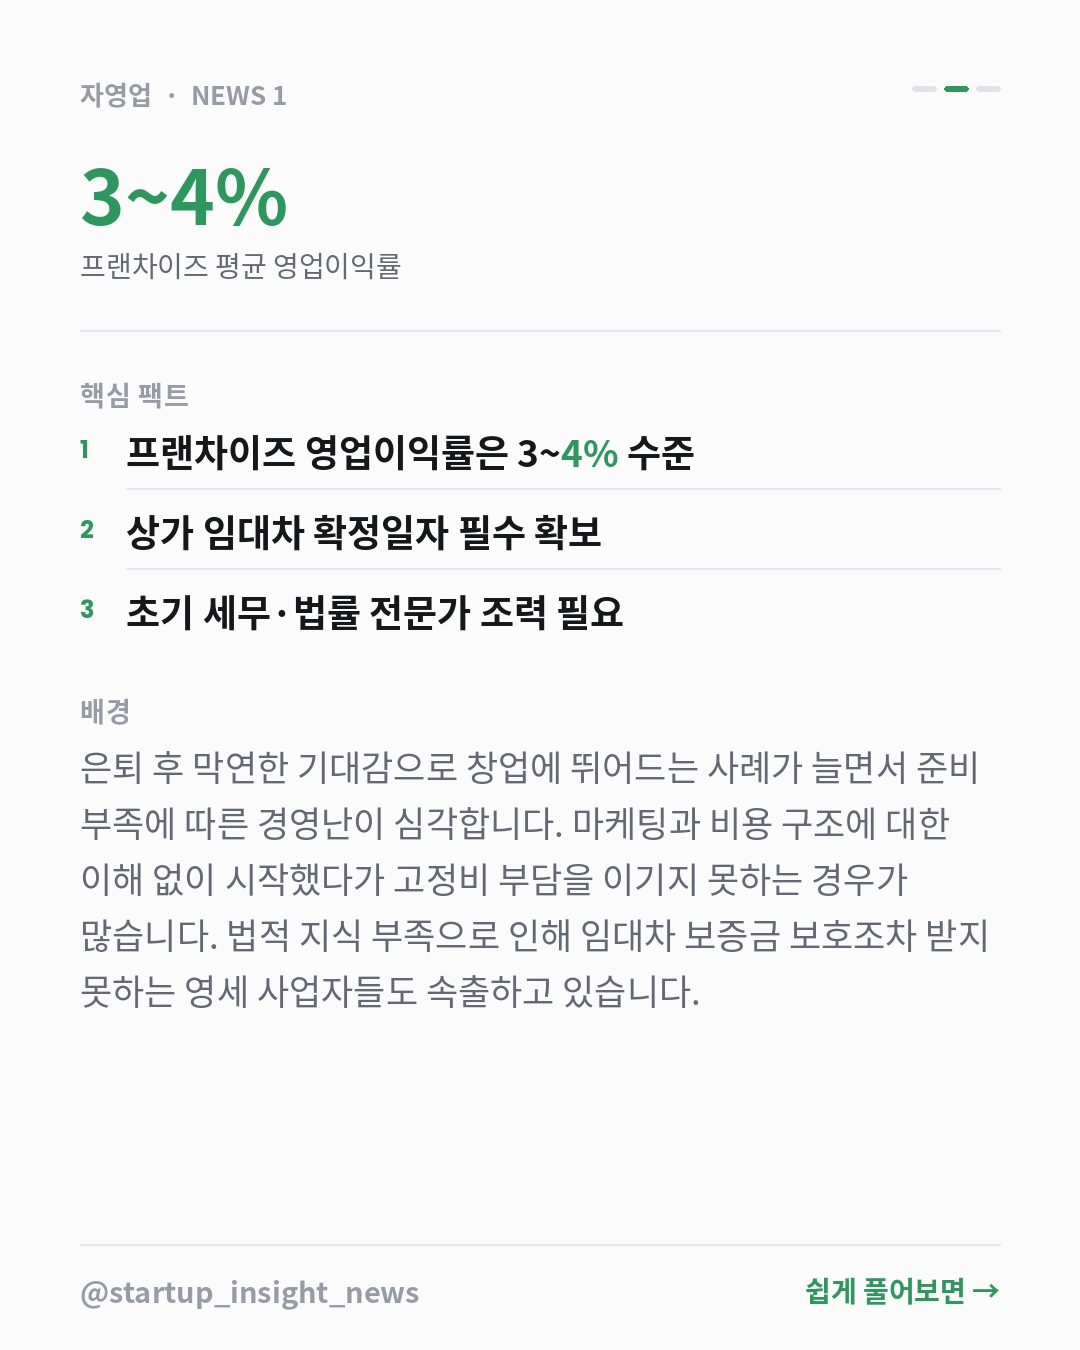 자영업 · NEWS 1
3~4%
프랜차이즈 평균 영업이익률
핵심 팩트
1 프랜차이즈 영업이익률은 3~4% 수준
2 상가 임대차 확정일자 필수 확보
3 초기 세무·법률 전문가 조력 필요
배경
은퇴 후 막연한 기대감으로 창업에 뛰어드는 사례가 늘면서 준비
부족에 따른 경영난이 심각합니다. 마케팅과 비용 구조에 대한
이해 없이 시작했다가 고정비 부담을 이기지 못하는 경우가
많습니다. 법적 지식 부족으로 인해 임대차 보증금 보호조차 받지
못하는 영세 사업자들도 속출하고 있습니다.
@startup_insight_news
쉽게 풀어보면 →